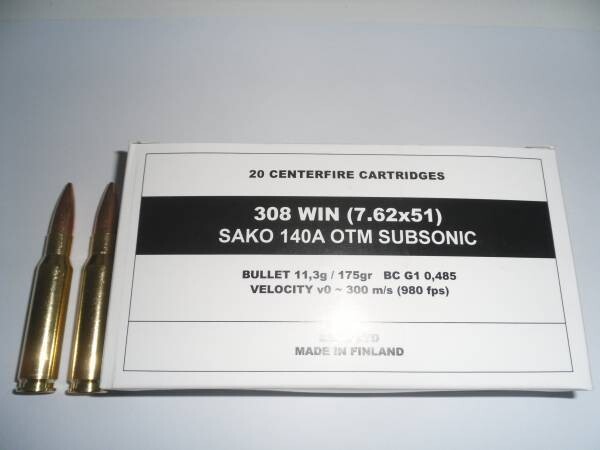 20 CENTERFIRE CARTRIDGES
308 WIN (7.62x51)
SAKO 140A OTM SUBSONIC
BULLET 11,3g / 175gr BC G1 0,485
VELOCITY v0 ~ 300 m/s (980 fps)
LTD
MADE IN FINLAND